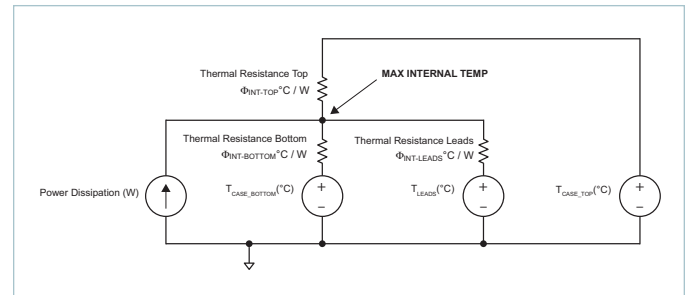 Thermal Resistance Top
ΦINT-TOP°C / W
MAX INTERNAL TEMP
Thermal Resistance Bottom
ΦINT-BOTTOM°C / W
Thermal Resistance Leads
ΦINT-LEADS°C / W
Power Dissipation (W)
TCASE_BOTTOM(°C)
+
–
TLEADS(°C)
+
–
TCASE_TOP(°C)
+
–